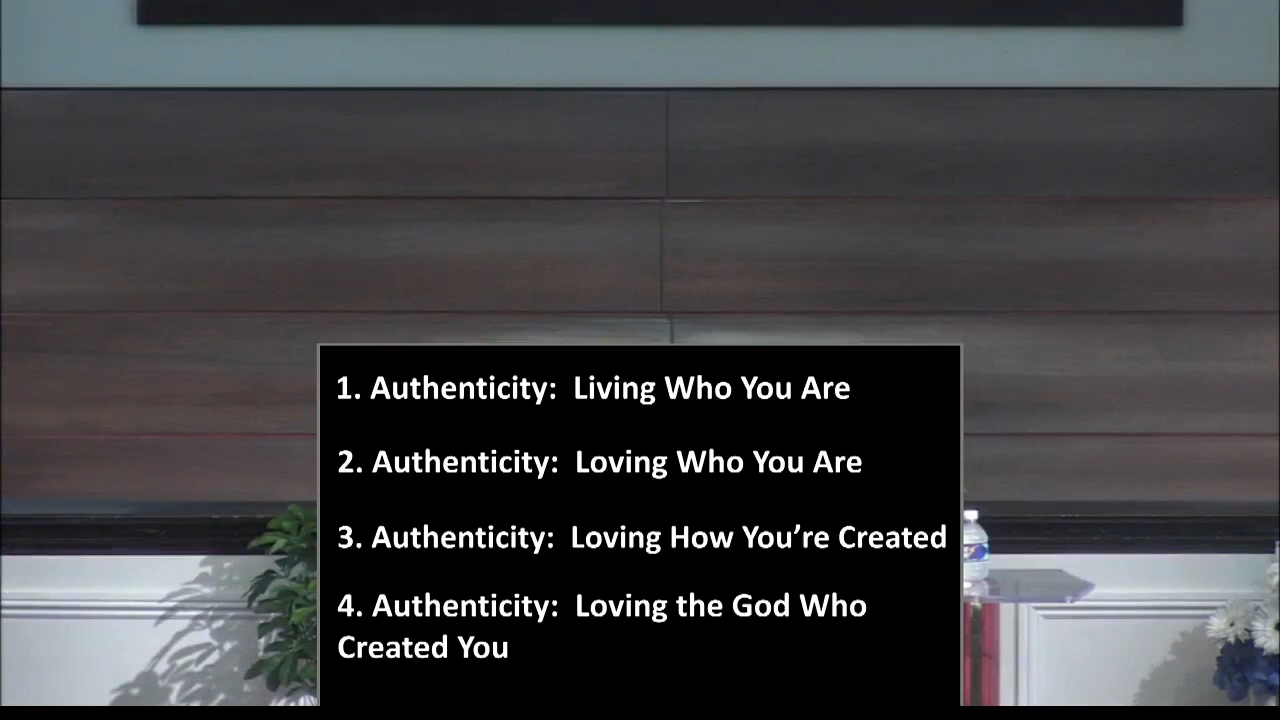 1. Authenticity:  Living Who You Are
2. Authenticity:  Loving Who You Are
3. Authenticity:  Loving How You’re Created
4. Authenticity:  Loving the God Who
Created You